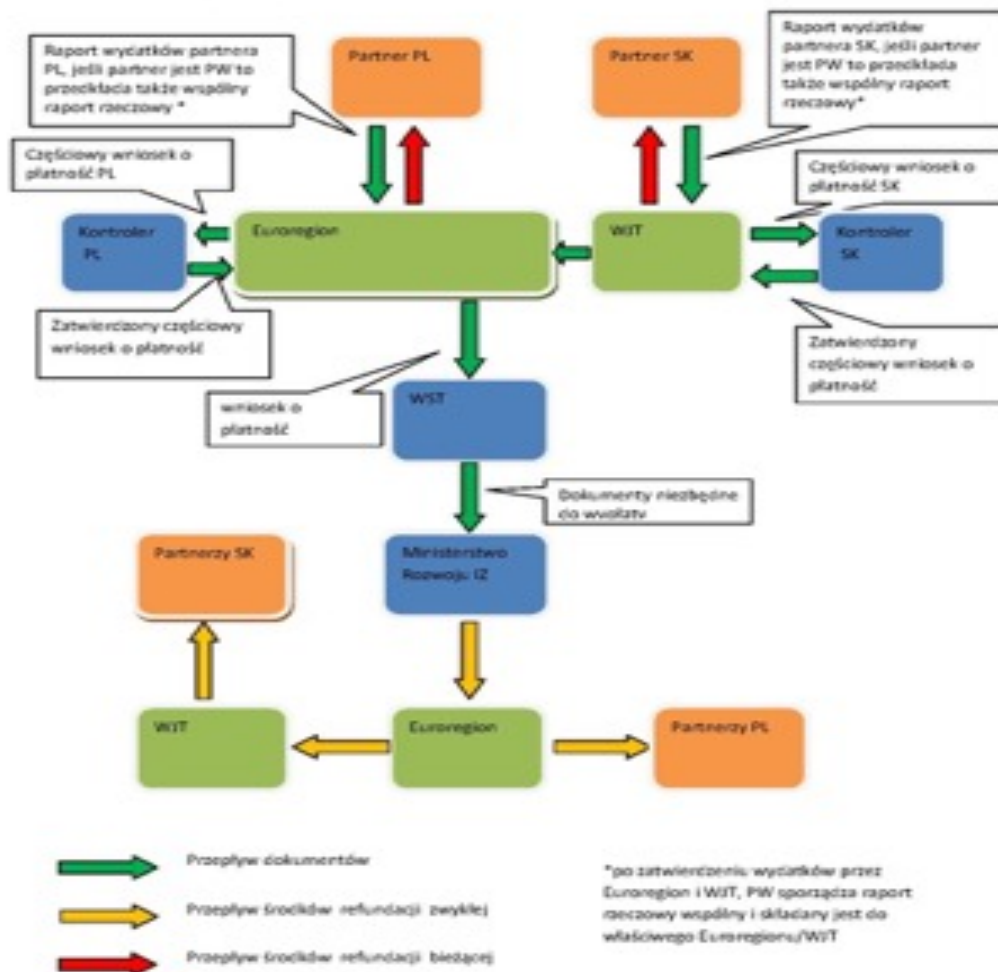 Raport wydatków partnera
PL, jeśli partner jest PW to
przedkłada także wspólny
raport rzeczowy *
Partner PL
Partner SK
Raport wydatków
partnera SK, jeśli partner
jest PW to przedkłada
także wspólny raport
rzeczowy*
Częściowy wniosek o
płatność PL
Częściowy wniosek o
płatność SK
Kontroler
PL
Euroregion
WJT
Kontroler
SK
Zatwierdzony częściowy
wniosek o płatność
Zatwierdzony
częściowy wniosek o
płatność
wniosek o
płatność
WST
Dokumenty niezbędne
do wypłaty
Partnerzy SK
Ministerstwo
Rozwoju IZ
WJT
Euroregion
Partnerzy PL
Przepływ dokumentów
Przepływ środków refundacji zwykłej
Przepływ środków refundacji bieżącej
*po zatwierdzeniu wydatków przez
Euroregion i WJT, PW sporządza raport
rzeczowy wspólny i składany jest do
właściwego Euroregionu/WJT